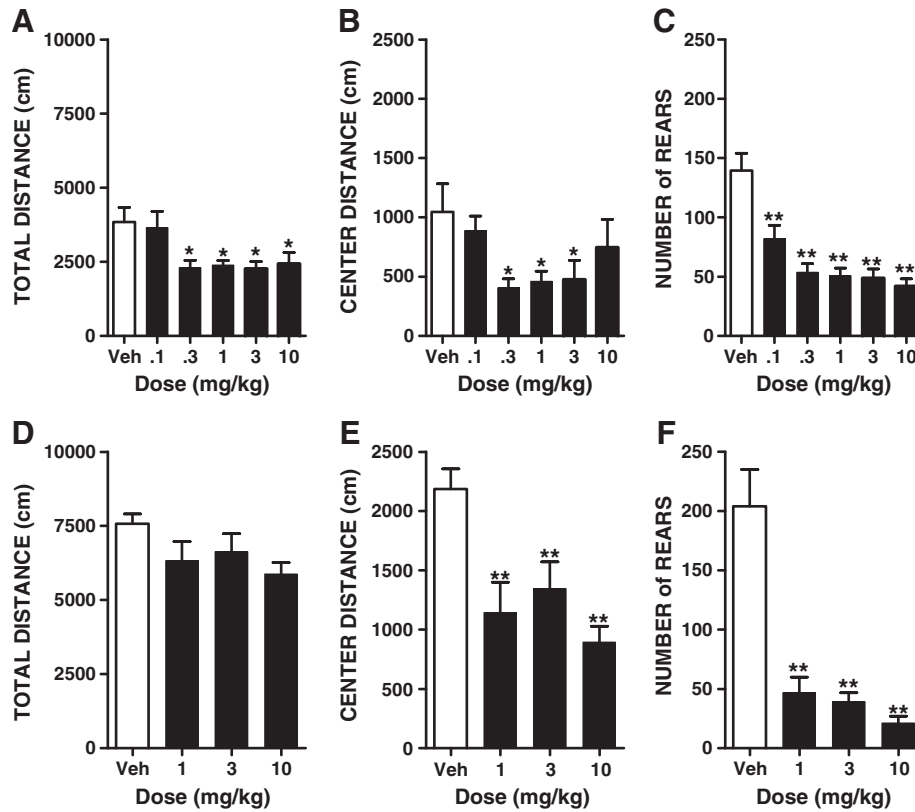 A
TOTAL DISTANCE (cm)
10000
7500
5000
2500
0
* * * *
Veh .1 .3 1 3 10
Dose (mg/kg)
B
CENTER DISTANCE (cm)
2500
2000
1500
1000
500
0
* * *
Veh .1 .3 1 3 10
Dose (mg/kg)
C
NUMBER of REARS
250
200
150
100
50
0
** ** ** ** **
Veh .1 .3 1 3 10
Dose (mg/kg)
D
TOTAL DISTANCE (cm)
10000
7500
5000
2500
0
Veh 1 3 10
Dose (mg/kg)
E
CENTER DISTANCE (cm)
2500
2000
1500
1000
500
0
** ** **
Veh 1 3 10
Dose (mg/kg)
F
NUMBER of REARS
250
200
150
100
50
0
** ** **
Veh 1 3 10
Dose (mg/kg)